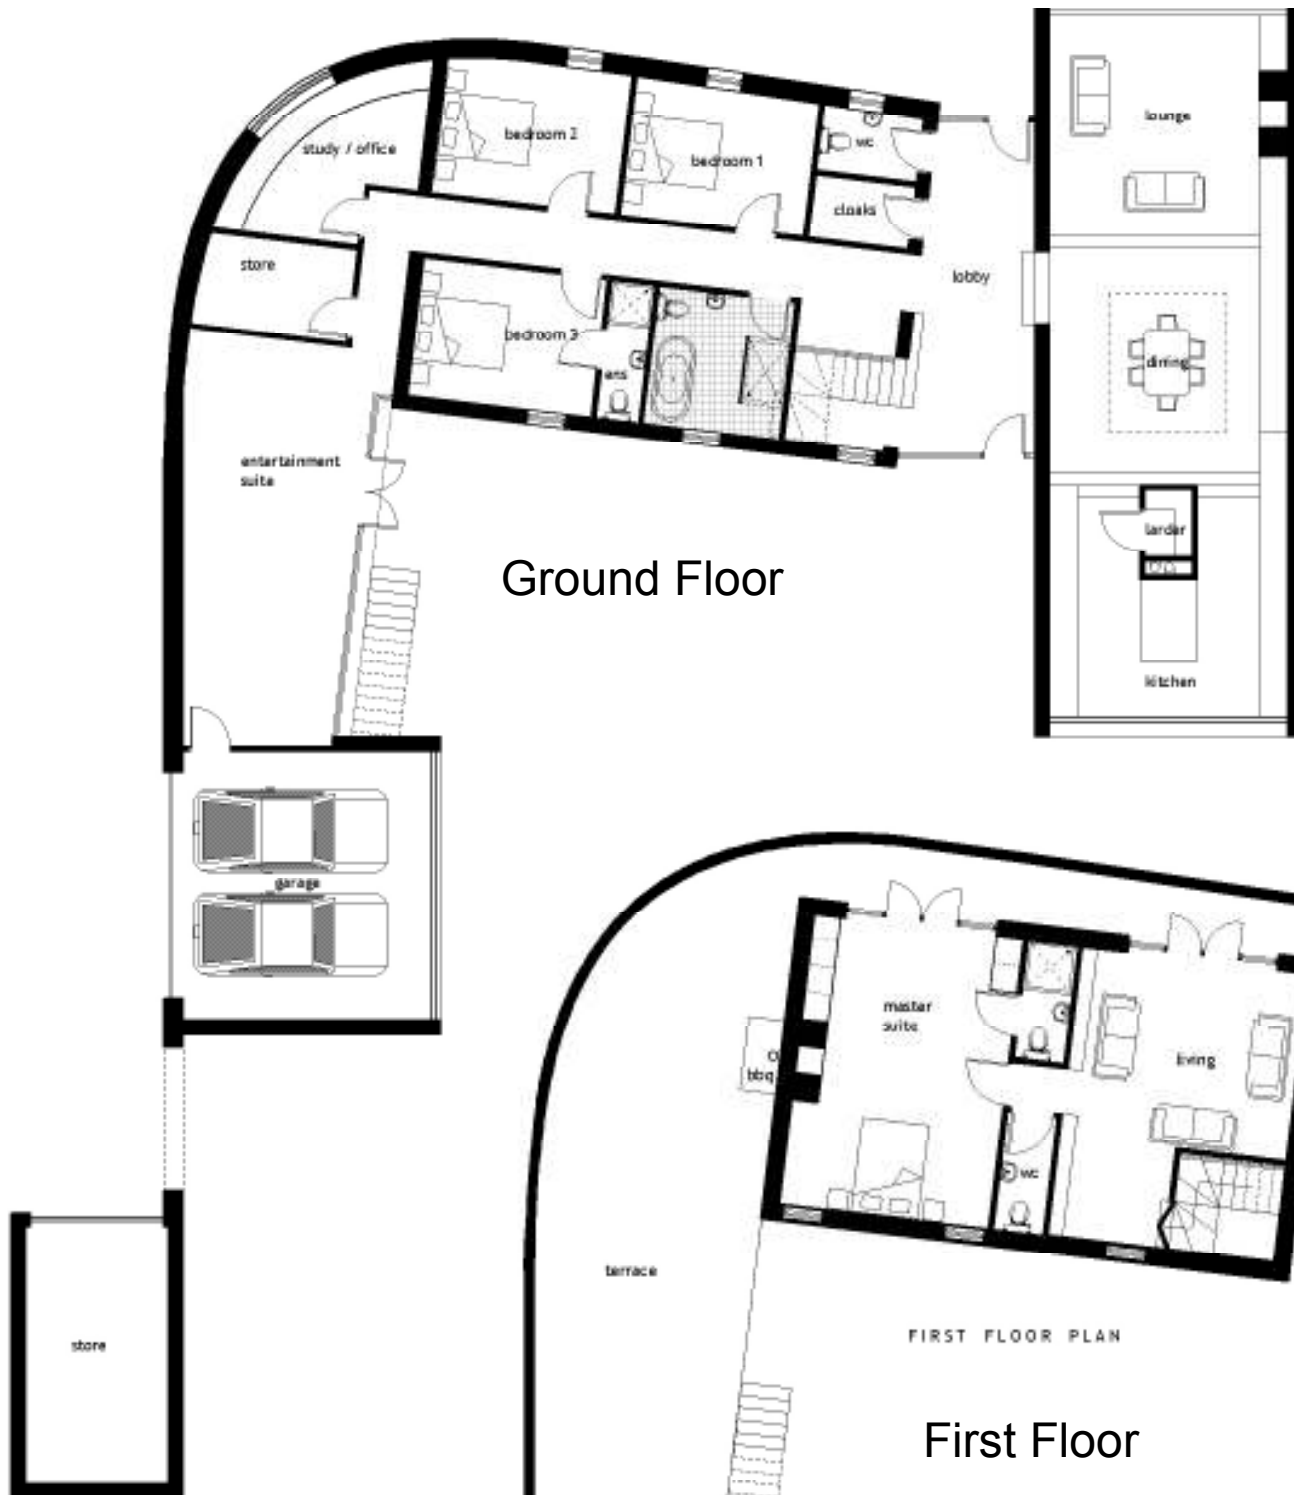 lounge
bedroom 2
wc
study / office
bedroom 1
cloaks
store
lobby
bedroom 3
dining
ens
entertainment
suite
larder
Ground Floor
kitchen
garage
master
suite
living
bbq
wc
terrace
FIRST FLOOR PLAN
store
First Floor